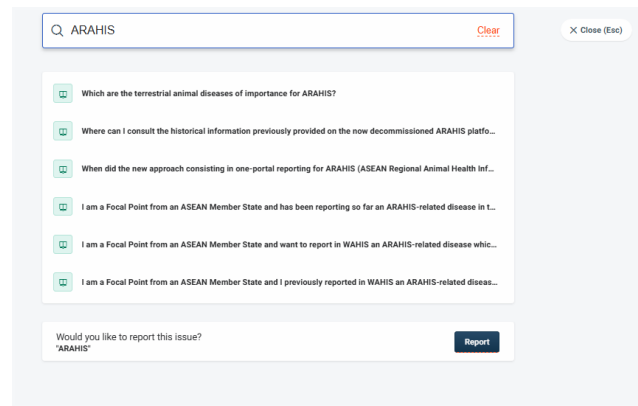 ARAHIS
Clear
X Close (Esc)
Which are the terrestrial animal diseases of importance for ARAHIS?
Where can I consult the historical information previously provided on the now decommissioned ARAHIS platfo...
When did the new approach consisting in one-portal reporting for ARAHIS (ASEAN Regional Animal Health Inf...
I am a Focal Point from an ASEAN Member State and has been reporting so far an ARAHIS-related disease in t...
I am a Focal Point from an ASEAN Member State and want to report in WAHIS an ARAHIS-related disease whic...
I am a Focal Point from an ASEAN Member State and I previously reported in WAHIS an ARAHIS-related diseas...
Would you like to report this issue?
"ARAHIS"
Report